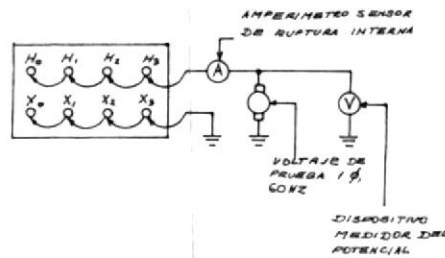 AMPERIMETRO SENSOR
DE RUPTURA INTERNA
H₀ H₁ H₂ H₃
A
X₀ X₁ X₂ X₃
V
VOLTAJE DE
PRUEBA 1 Ø,
60 HZ
DISPOSITIVO
MEDIDOR DEL
POTENCIAL